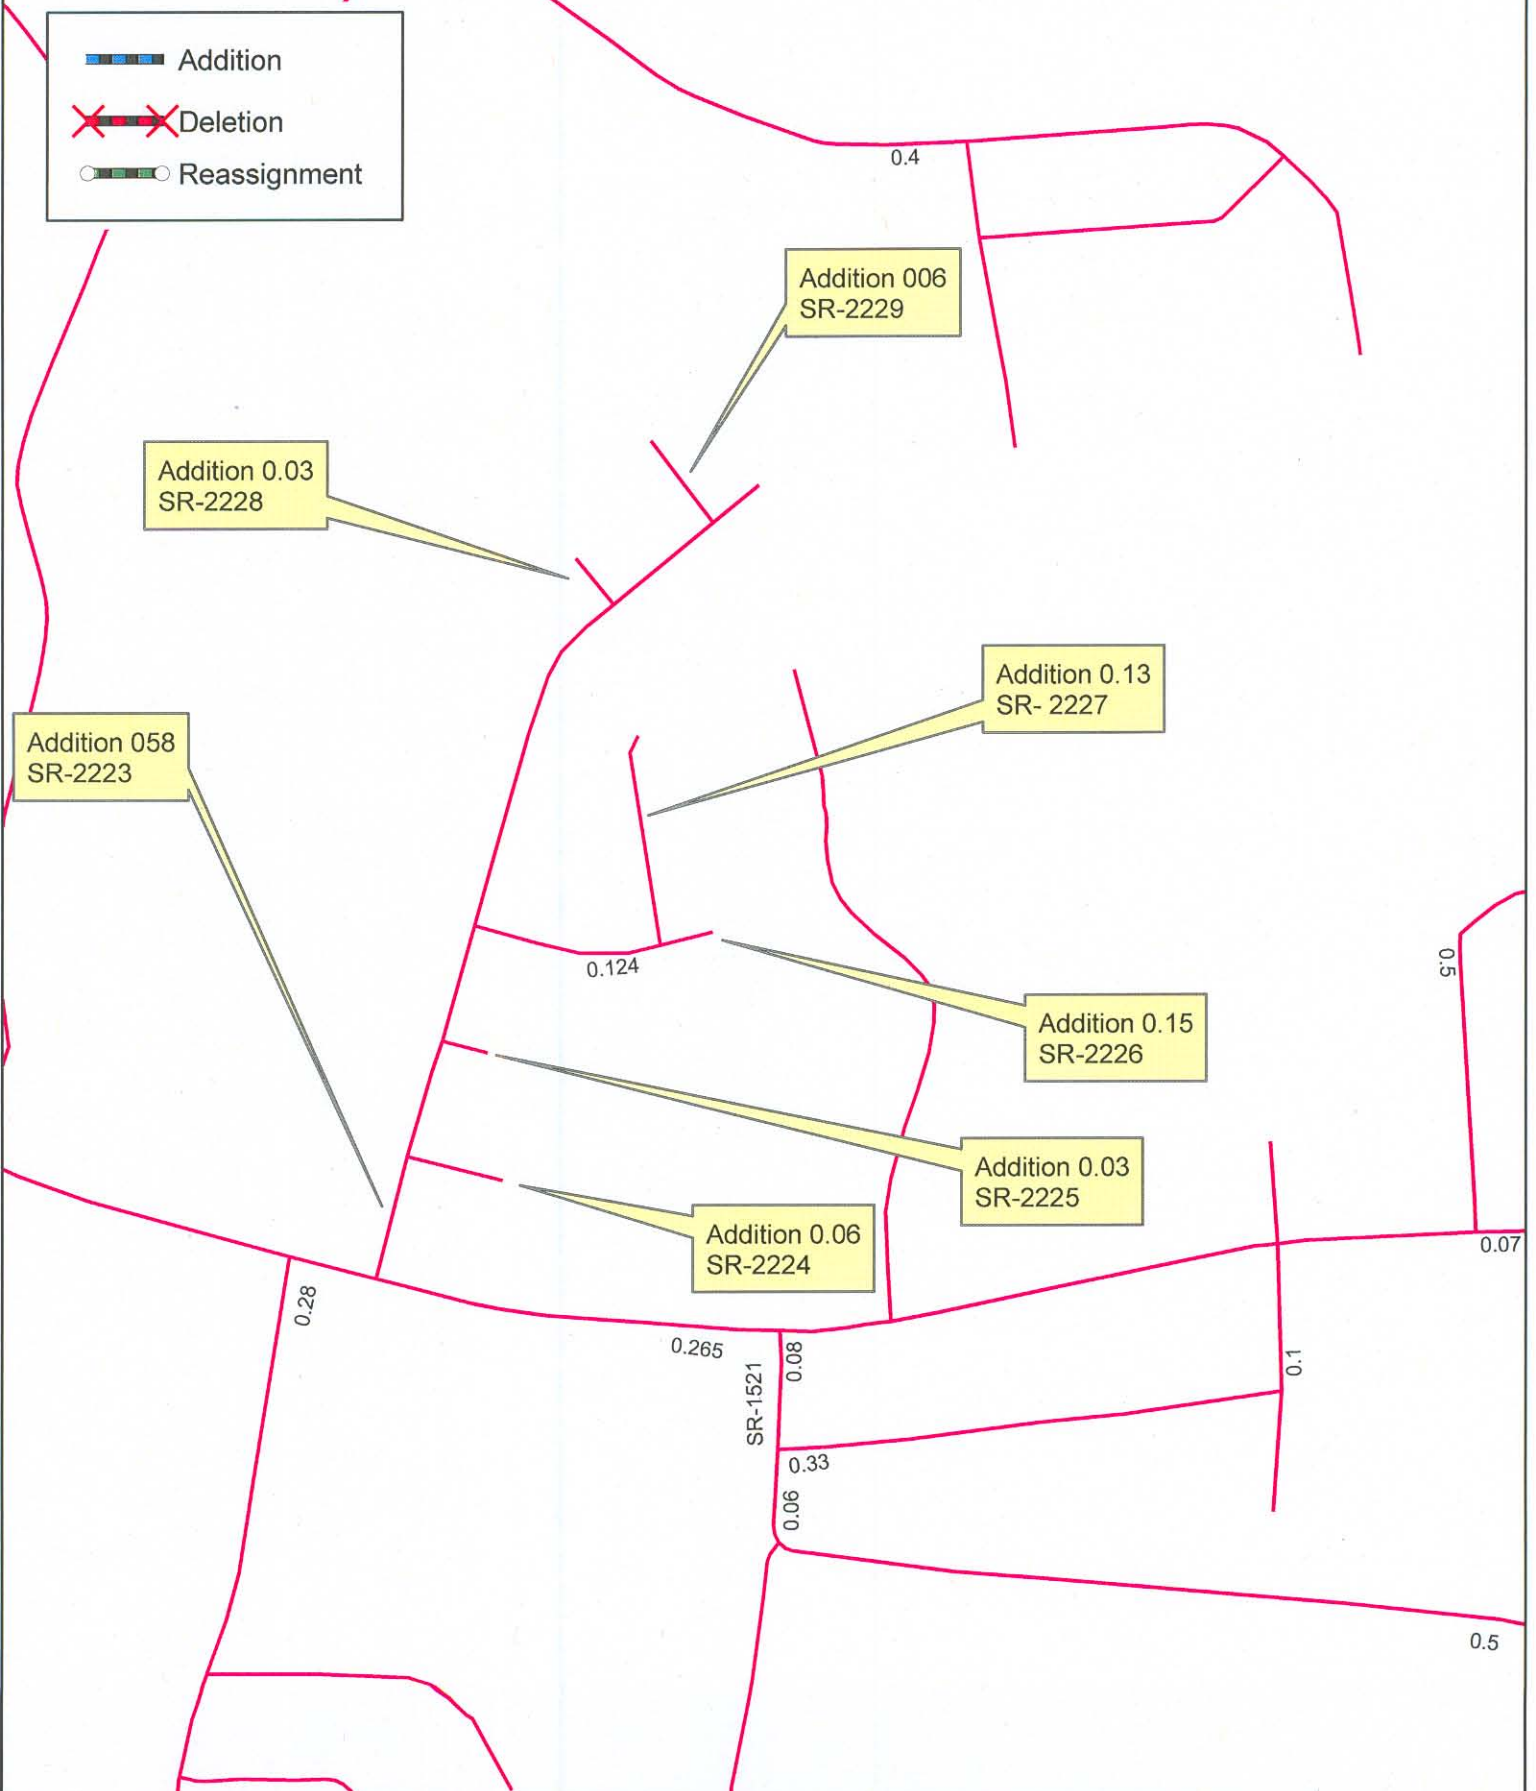 Addition
Deletion
Reassignment
0.4
Addition 006
SR-2229
Addition 0.03
SR-2228
Addition 0.13
SR- 2227
Addition 058
SR-2223
0.124
0.5
Addition 0.15
SR-2226
Addition 0.03
SR-2225
Addition 0.06
SR-2224
0.07
0.28
0.265
0.08
SR-1521
0.1
0.33
0.06
0.5